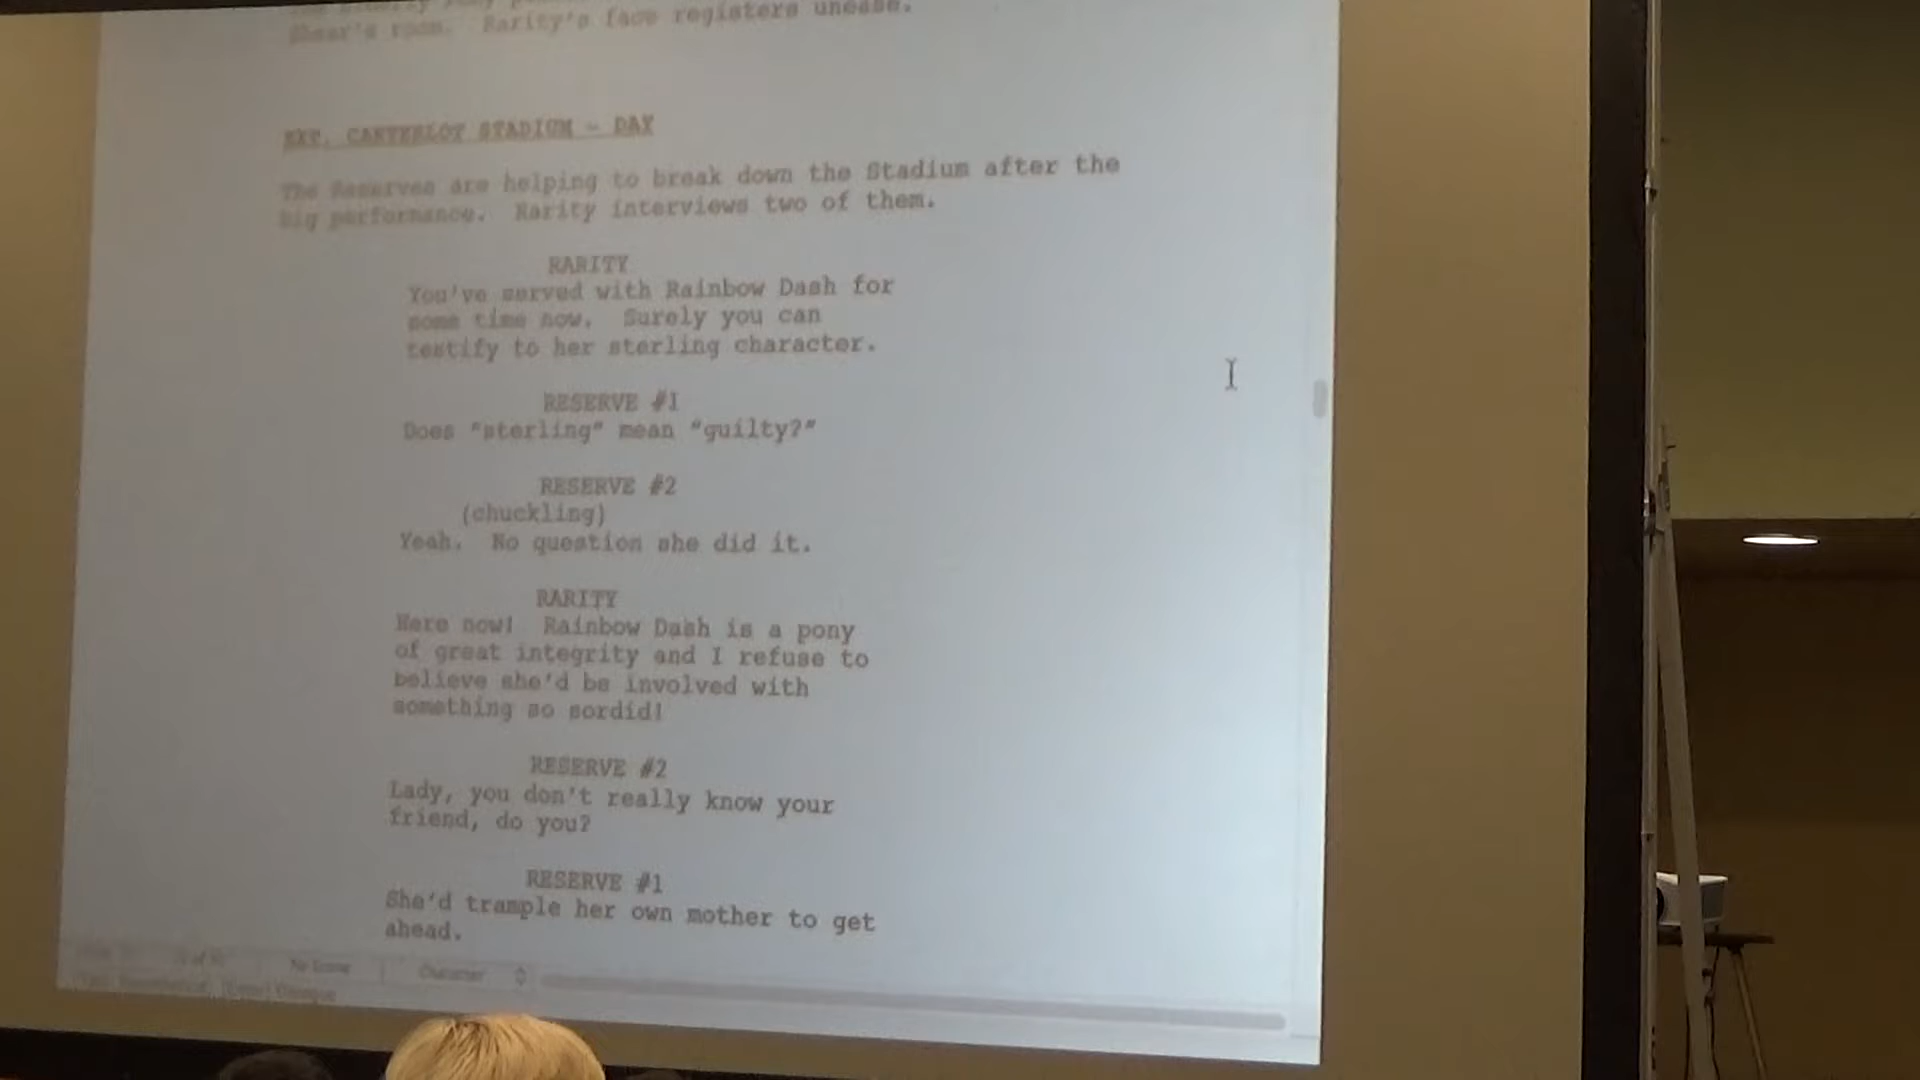 Shear's room. Rarity's face registers unease.
EXT. CANTERLOT STADIUM - DAY
The Reserves are helping to break down the Stadium after the
big performance. Rarity interviews two of them.
RARITY
You've served with Rainbow Dash for
some time now. Surely you can
testify to her sterling character.
RESERVE #1
Does "sterling" mean "guilty?"
RESERVE #2
(chuckling)
Yeah. No question she did it.
RARITY
Here now! Rainbow Dash is a pony
of great integrity and I refuse to
believe she'd be involved with
something so sordid!
RESERVE #2
Lady, you don't really know your
friend, do you?
RESERVE #1
She'd trample her own mother to get
ahead.
No Scene
Character